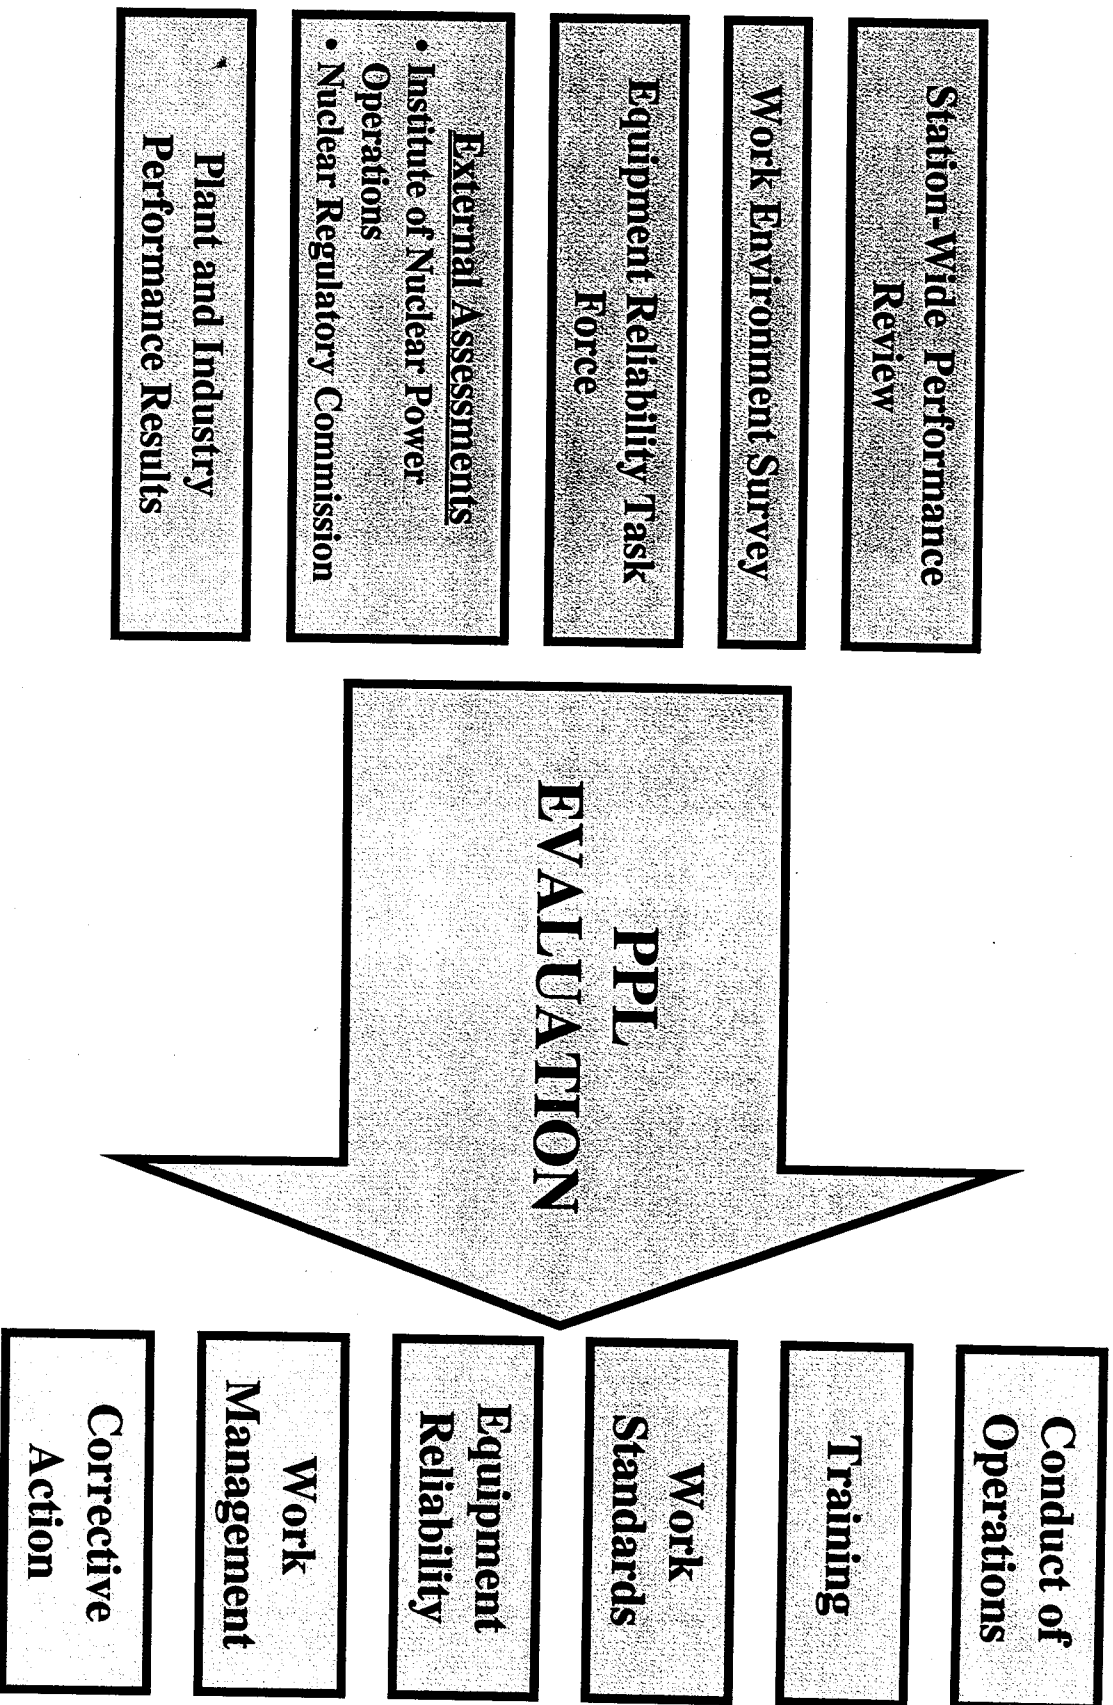 Station-Wide Performance
Review
Work Environment Survey
Equipment Reliability Task
Force
External Assessments
• Institute of Nuclear Power
Operations
• Nuclear Regulatory Commission
Plant and Industry
Performance Results
PPL
EVALUATION
Conduct of
Operations
Training
Work
Standards
Equipment
Reliability
Work
Management
Corrective
Action